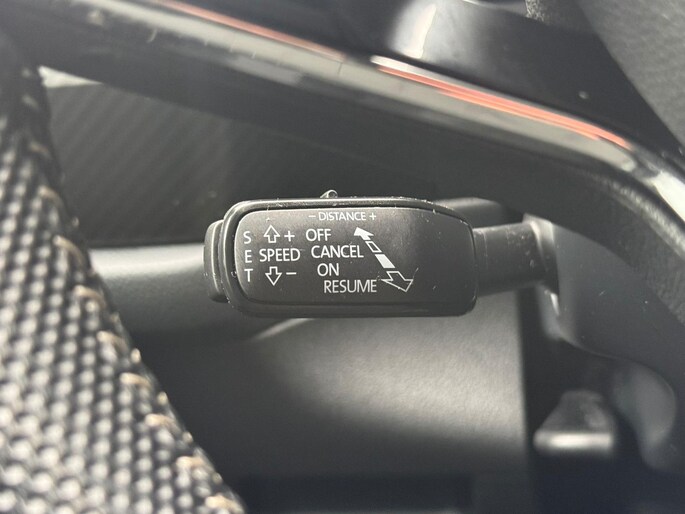 − DISTANCE +
S + OFF
E SPEED CANCEL
T − ON
RESUME